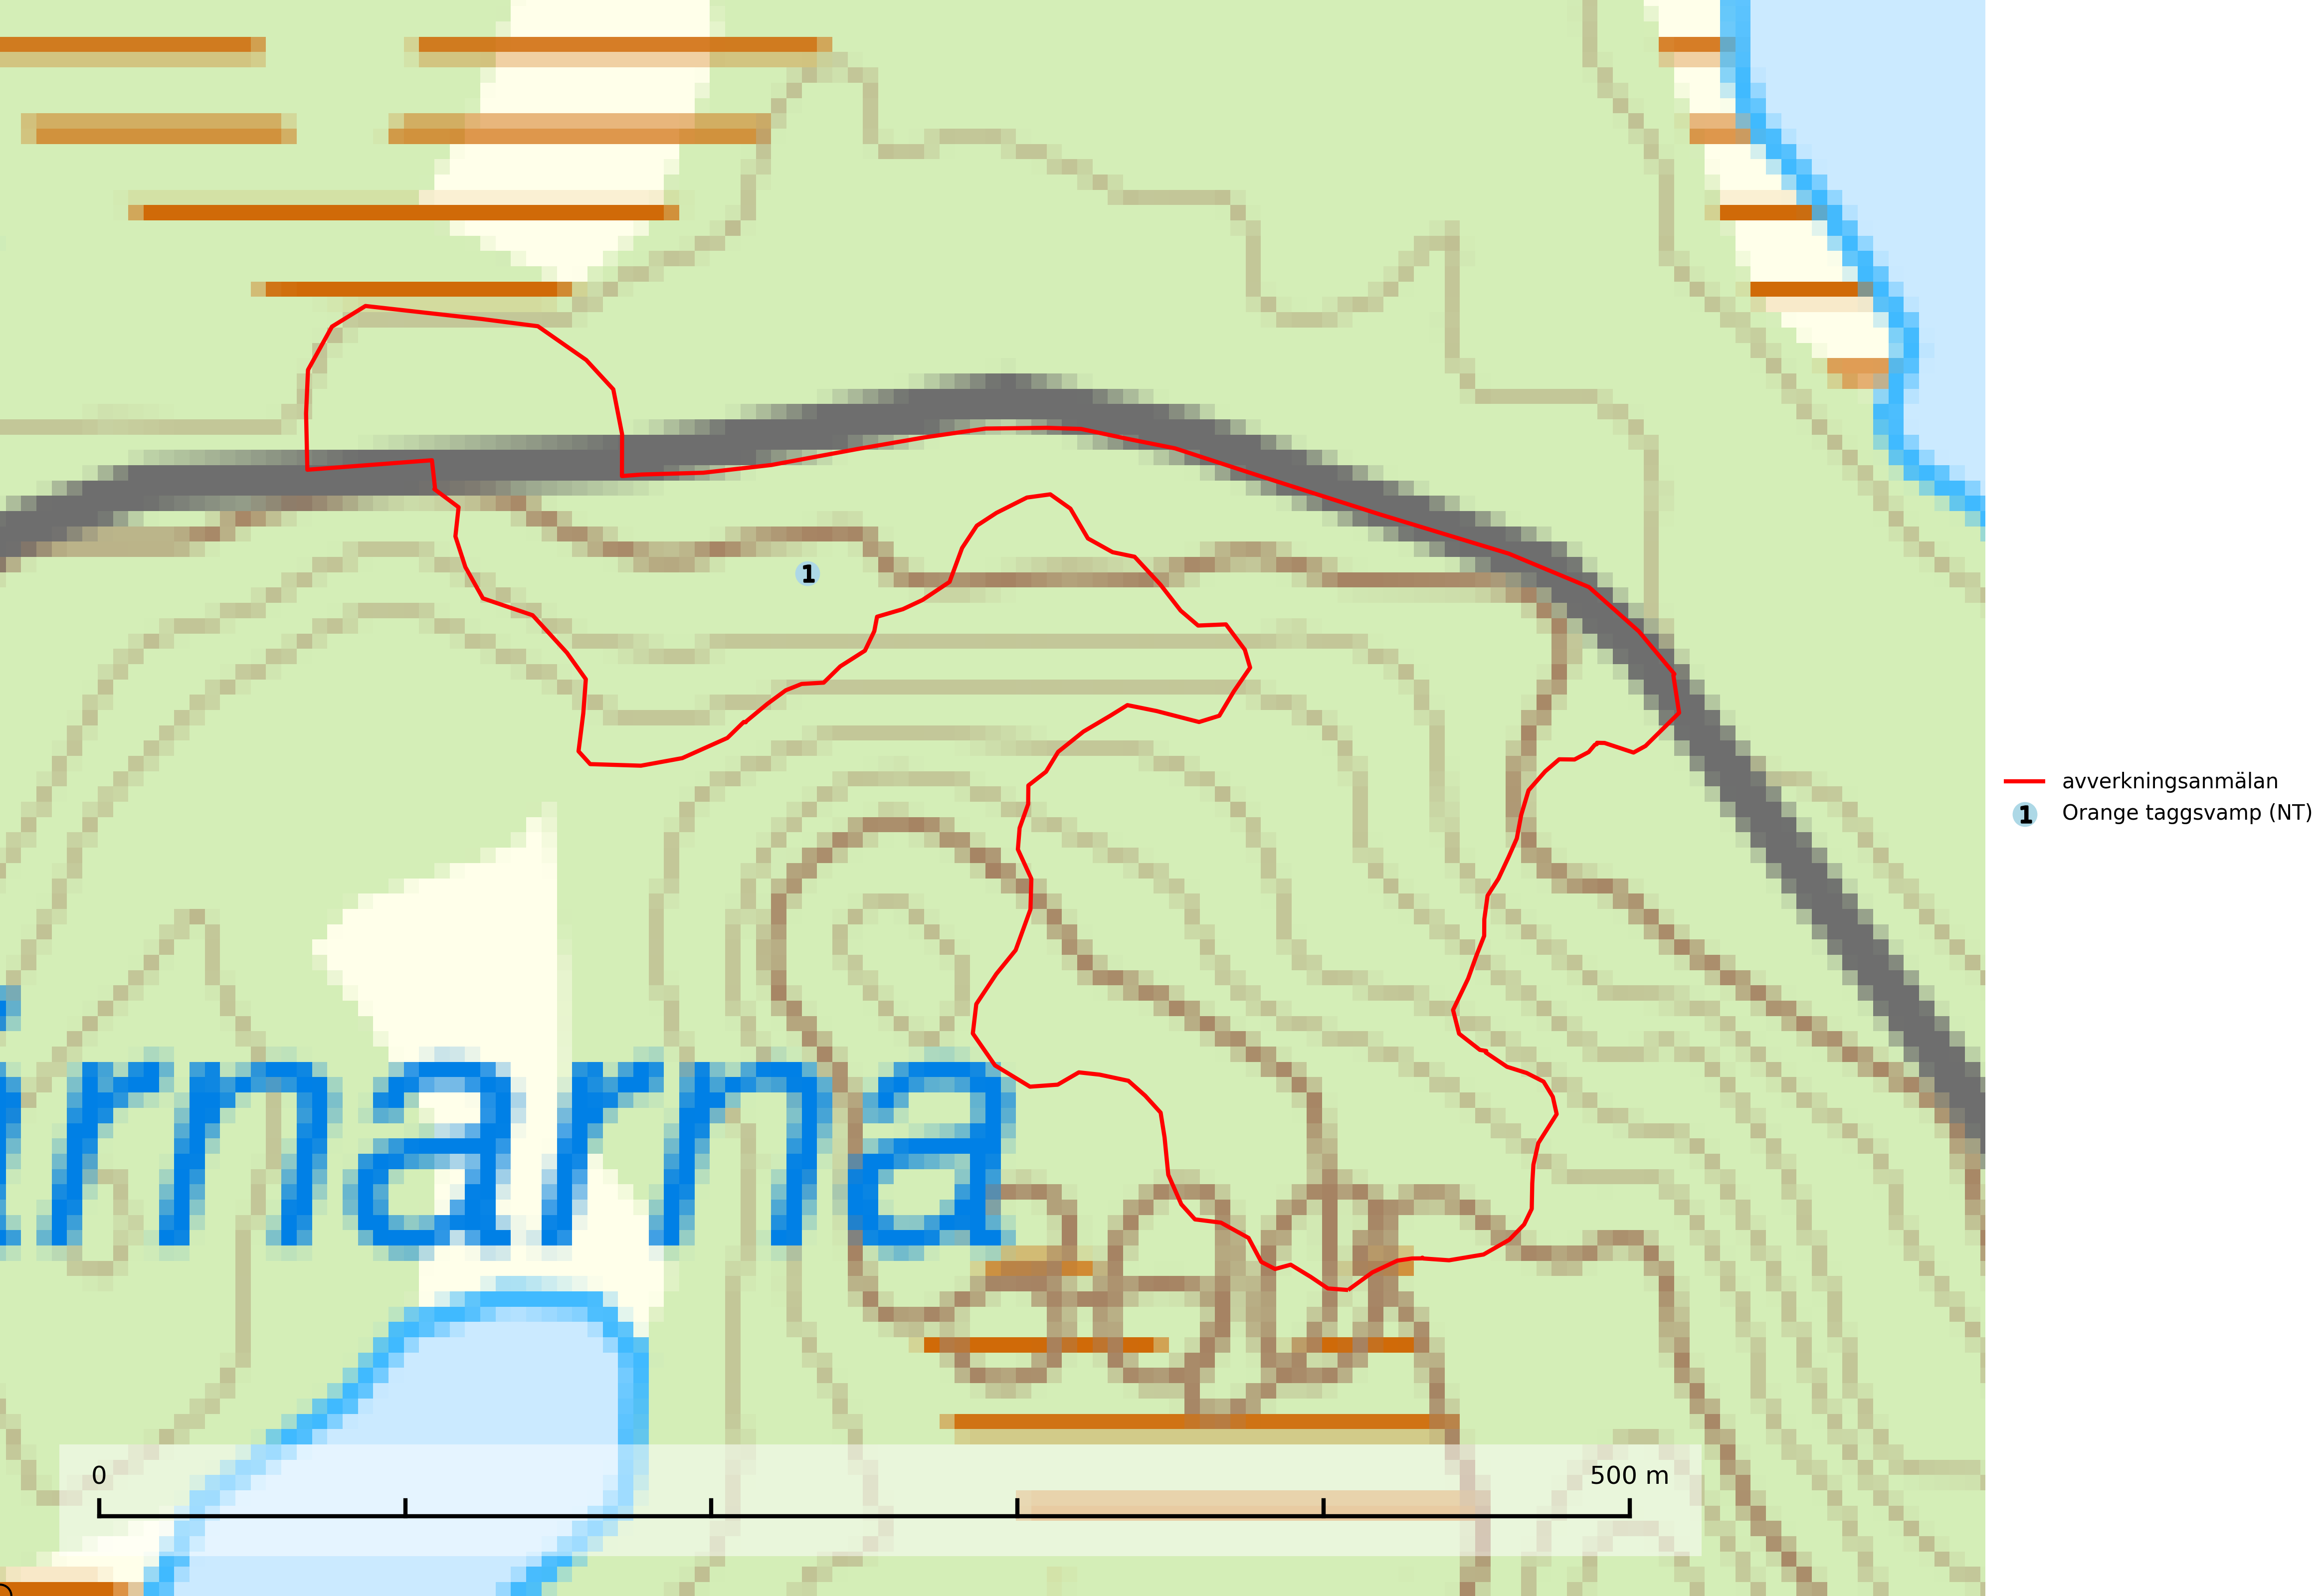 1
rmarna
0
500 m
avverkningsanmälan
1 Orange taggsvamp (NT)